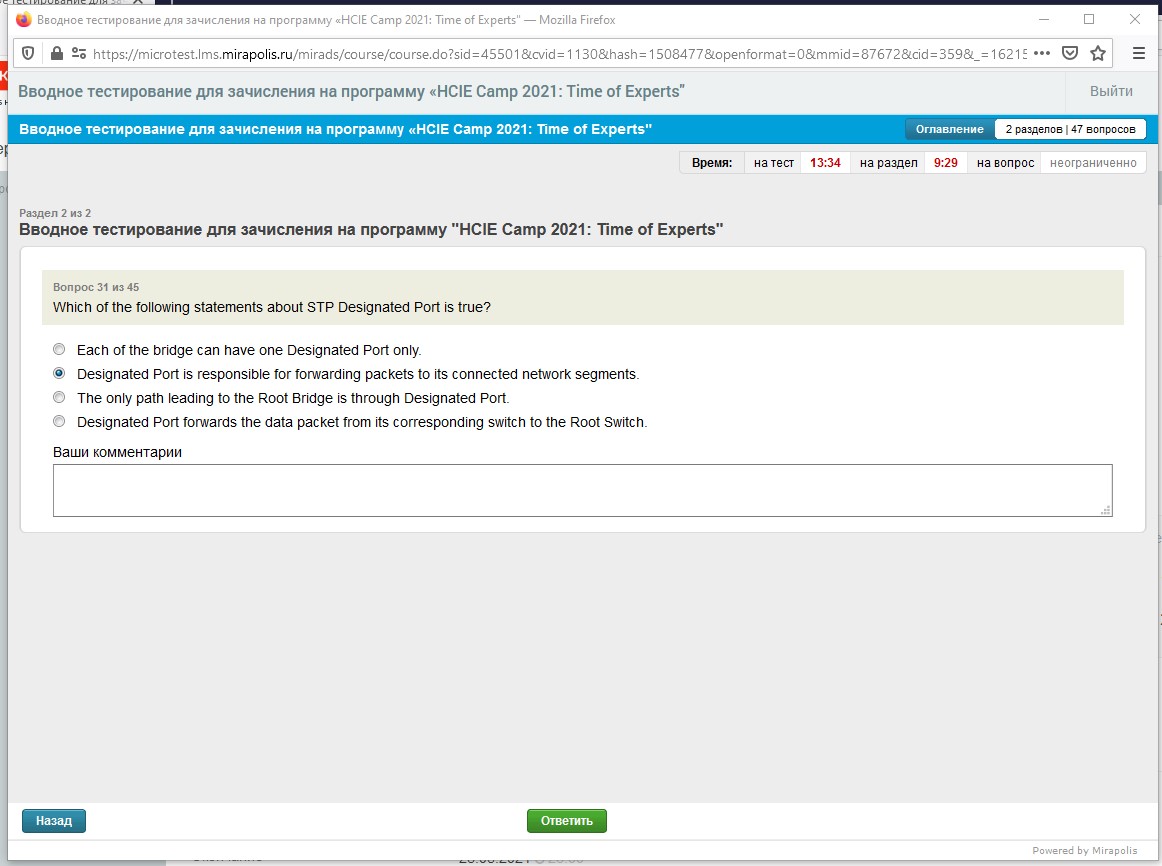 Вводное тестирование для зачисления на программу «HCIE Camp 2021: Time of Experts" — Mozilla Firefox
https://microtest.lms.mirapolis.ru/mirads/course/course.do?sid=45501&cvid=1130&hash=1508477&openformat=0&mmid=87672&cid=359&_=16215
Вводное тестирование для зачисления на программу «HCIE Camp 2021: Time of Experts"
Выйти
Вводное тестирование для зачисления на программу «HCIE Camp 2021: Time of Experts"
Оглавление
2 разделов | 47 вопросов
Время: на тест 13:34 на раздел 9:29 на вопрос неограниченно
Раздел 2 из 2
Вводное тестирование для зачисления на программу "HCIE Camp 2021: Time of Experts"
Вопрос 31 из 45
Which of the following statements about STP Designated Port is true?
Each of the bridge can have one Designated Port only.
Designated Port is responsible for forwarding packets to its connected network segments.
The only path leading to the Root Bridge is through Designated Port.
Designated Port forwards the data packet from its corresponding switch to the Root Switch.
Ваши комментарии
Назад
Ответить
Powered by Mirapolis